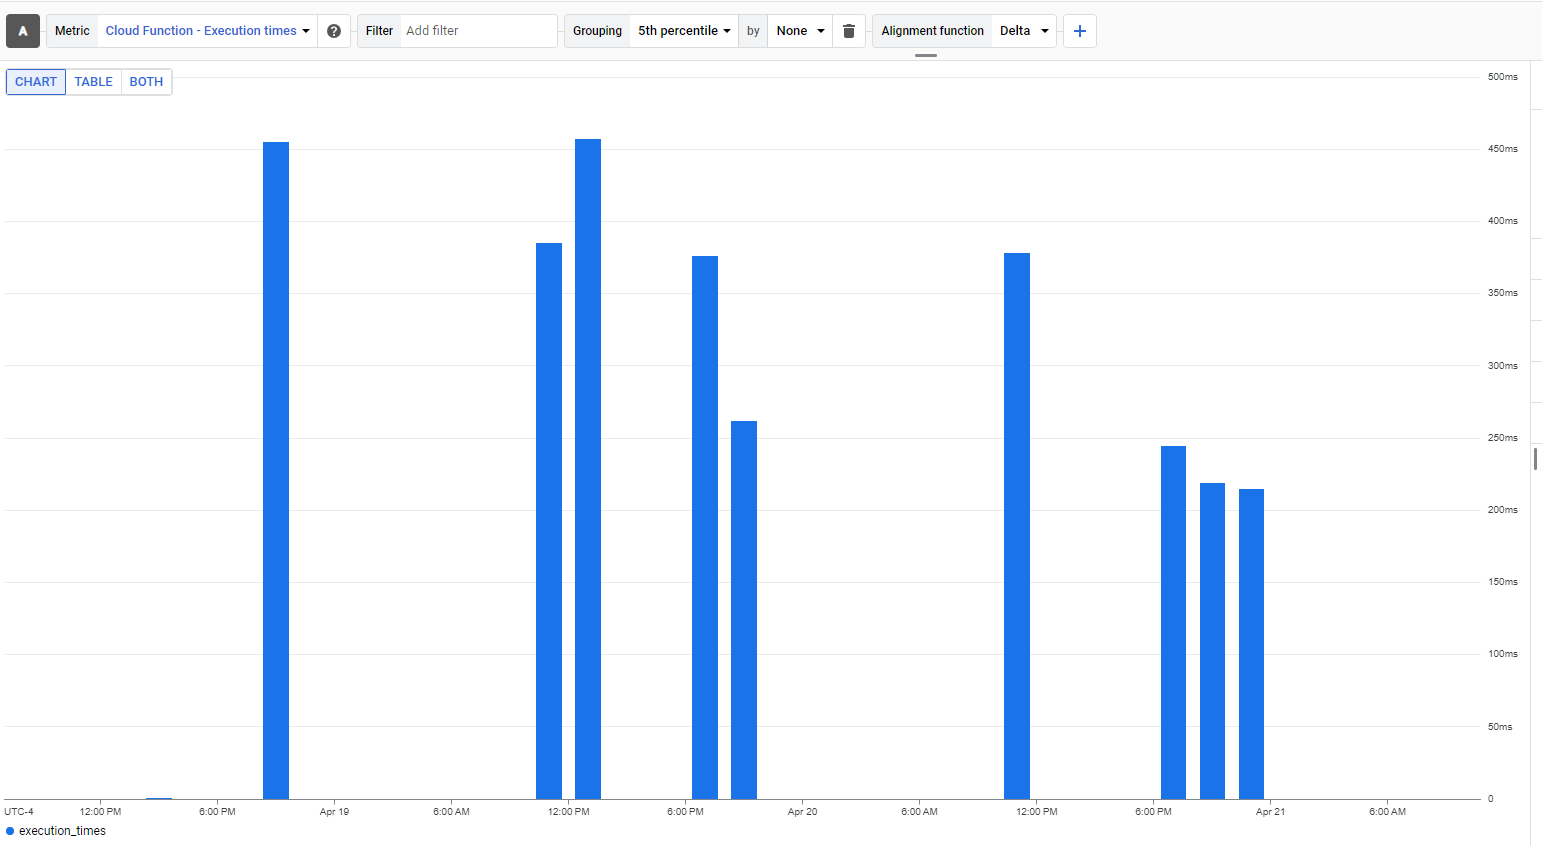 A Metric Cloud Function - Execution times ? Filter Add filter Grouping 5th percentile by None Alignment function Delta +
CHART TABLE BOTH
500ms
450ms
400ms
350ms
300ms
250ms
200ms
150ms
100ms
50ms
0
UTC-4 12:00 PM 6:00 PM Apr 19 6:00 AM 12:00 PM 6:00 PM Apr 20 6:00 AM 12:00 PM 6:00 PM Apr 21 6:00 AM
execution_times